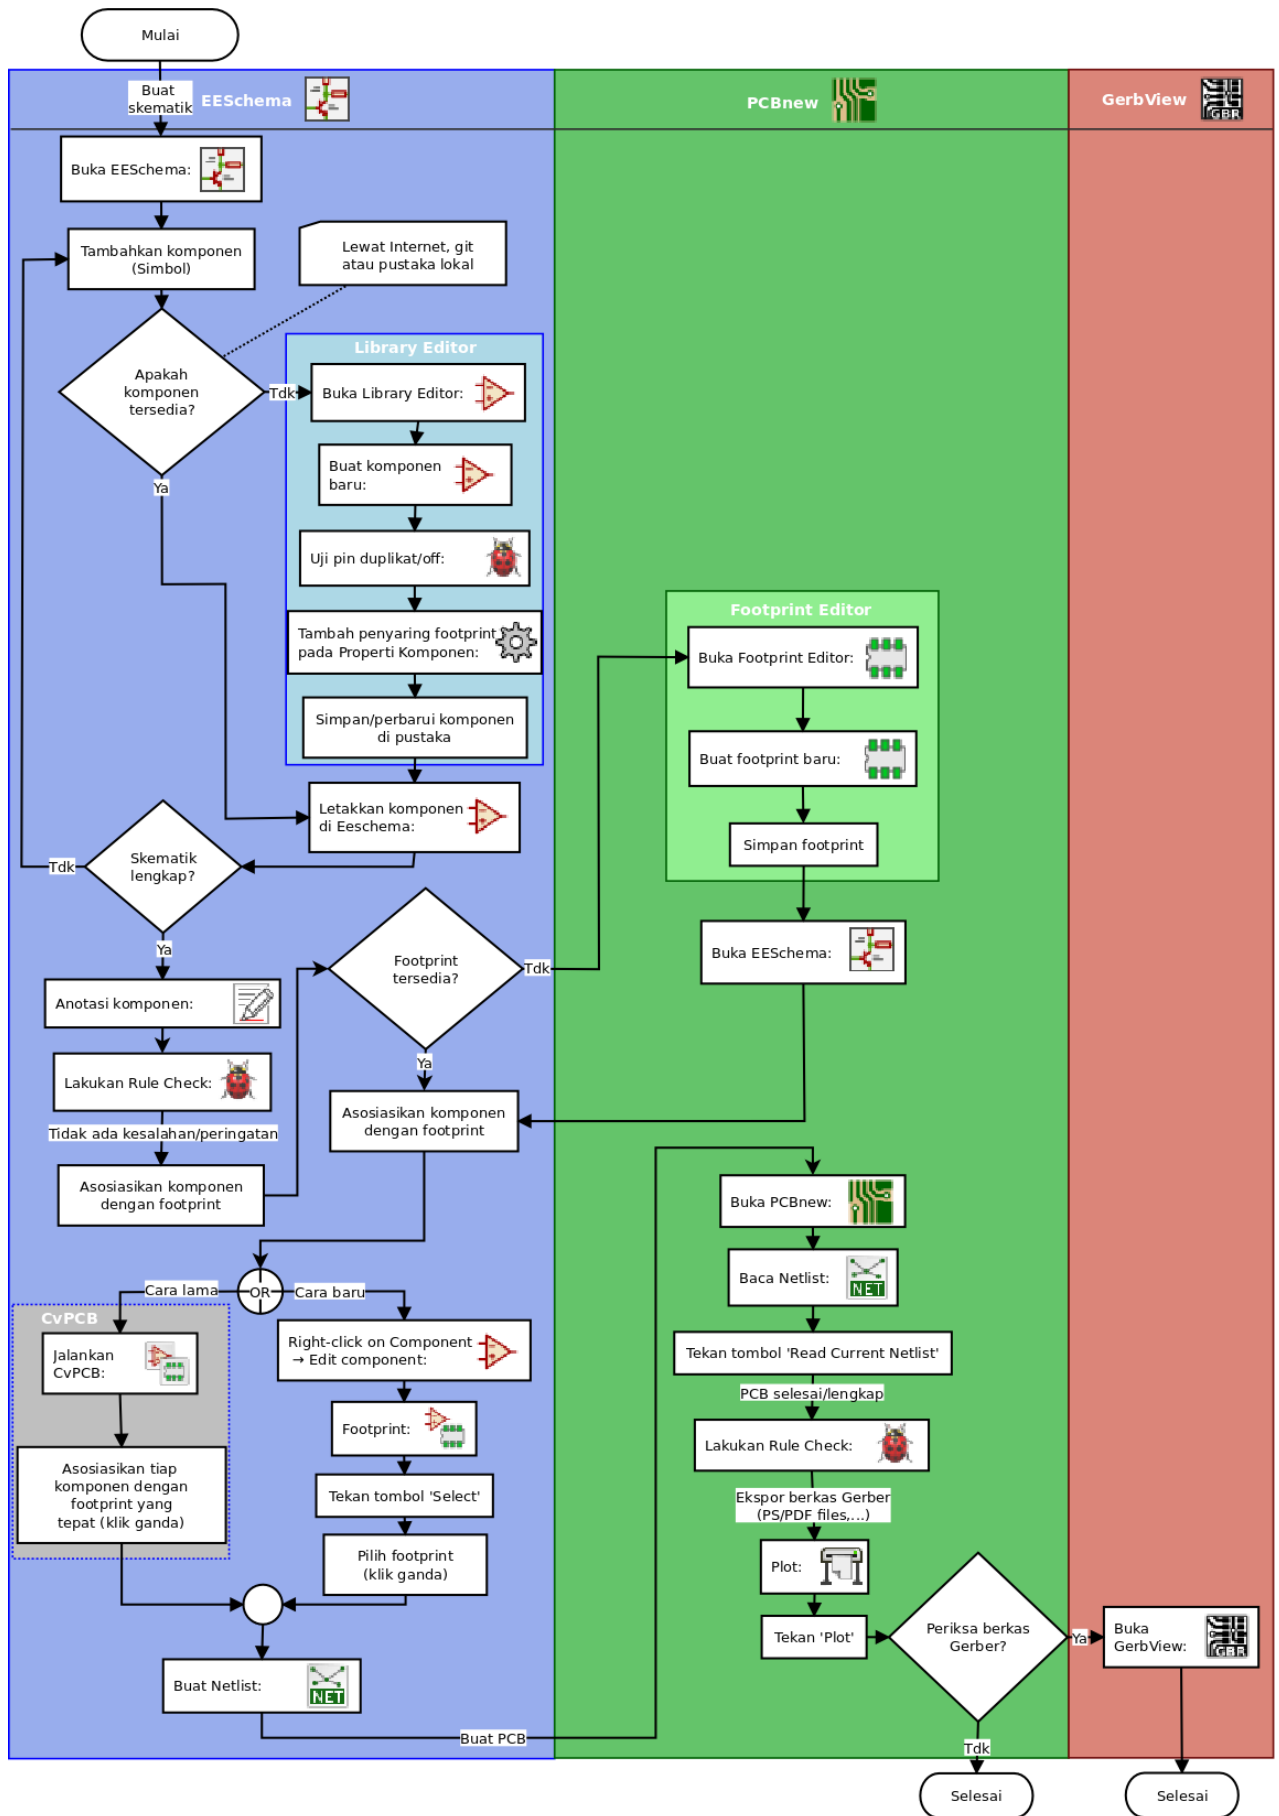 Mulai
Buat
skematik
EESchema
PCBnew
GerbView
GBR
Buka EESchema:
Tambahkan komponen
(Simbol)
Lewat Internet, git
atau pustaka lokal
Apakah
komponen
tersedia?
Tdk
Ya
Library Editor
Buka Library Editor:
Buat komponen
baru:
Uji pin duplikat/off:
Tambah penyaring footprint
pada Properti Komponen:
Simpan/perbarui komponen
di pustaka
Letakkan komponen
di Eeschema:
Skematik
lengkap?
Tdk
Ya
Anotasi komponen:
Lakukan Rule Check:
Tidak ada kesalahan/peringatan
Asosiasikan komponen
dengan footprint
Footprint
tersedia?
Tdk
Ya
Footprint Editor
Buka Footprint Editor:
Buat footprint baru:
Simpan footprint
Buka EESchema:
Asosiasikan komponen
dengan footprint
OR
Cara lama
Cara baru
CvPCB
Jalankan
CvPCB:
Asosiasikan tiap
komponen dengan
footprint yang
tepat (klik ganda)
Right-click on Component
→ Edit component:
Footprint:
Tekan tombol 'Select'
Pilih footprint
(klik ganda)
Buat Netlist:
NET
Buat PCB
Buka PCBnew:
Baca Netlist:
NET
Tekan tombol 'Read Current Netlist'
PCB selesai/lengkap
Lakukan Rule Check:
Ekspor berkas Gerber
(PS/PDF files,...)
Plot:
Tekan 'Plot'
Periksa berkas
Gerber?
Ya
Tdk
Buka
GerbView:
GBR
Selesai
Selesai